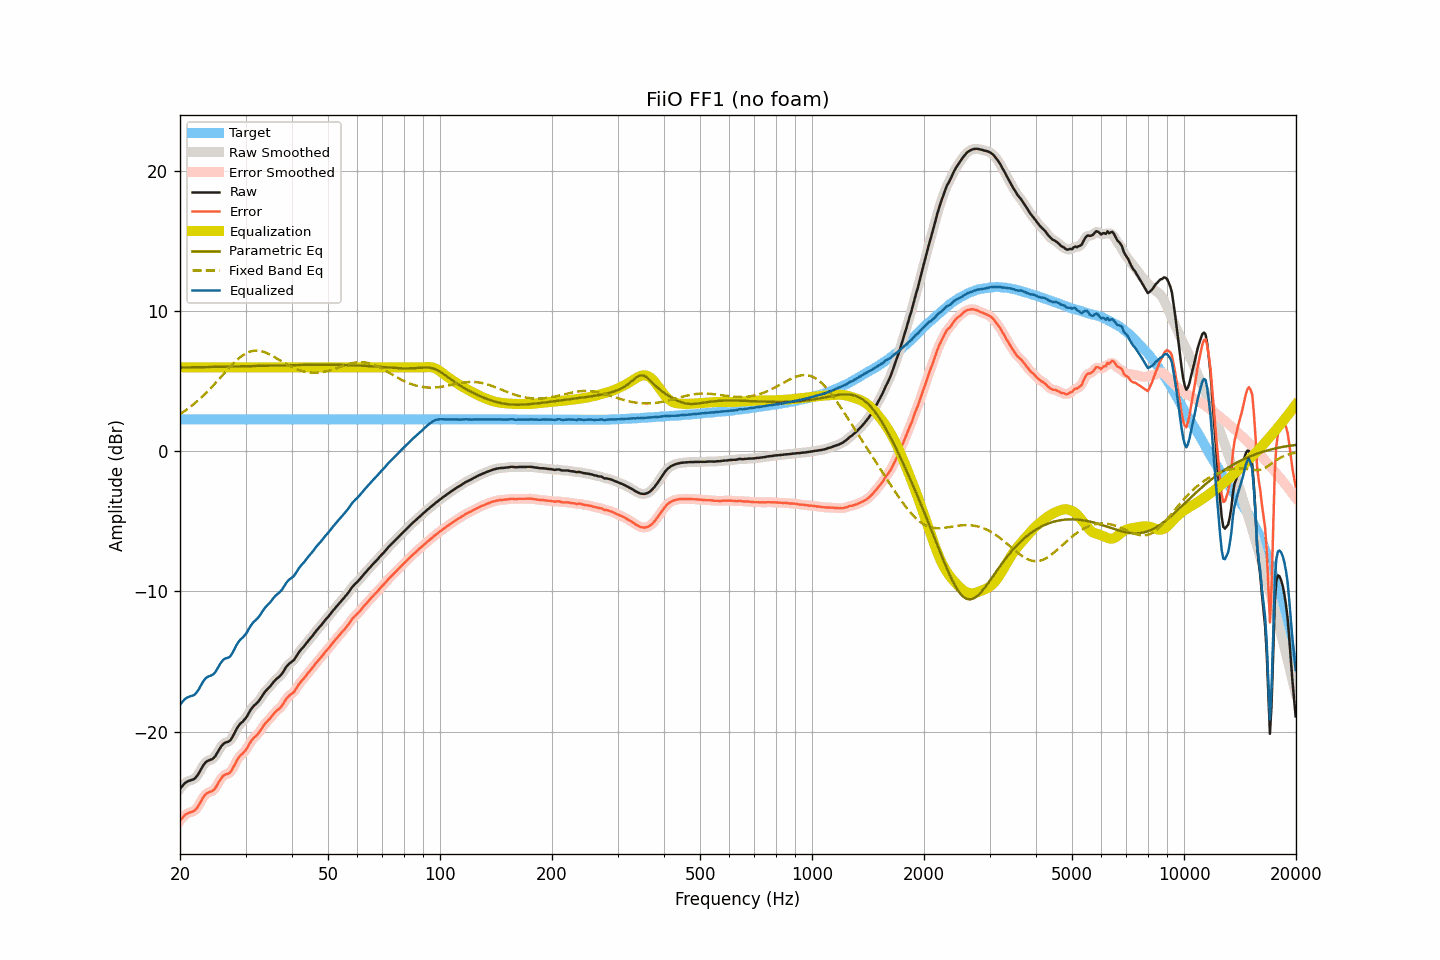 FiiO FF1 (no foam)
Target
Raw Smoothed
Error Smoothed
Raw
Error
Equalization
Parametric Eq
Fixed Band Eq
Equalized
20
10
0
−10
−20
Amplitude (dBr)
20 50 100 200 500 1000 2000 5000 10000 20000
Frequency (Hz)